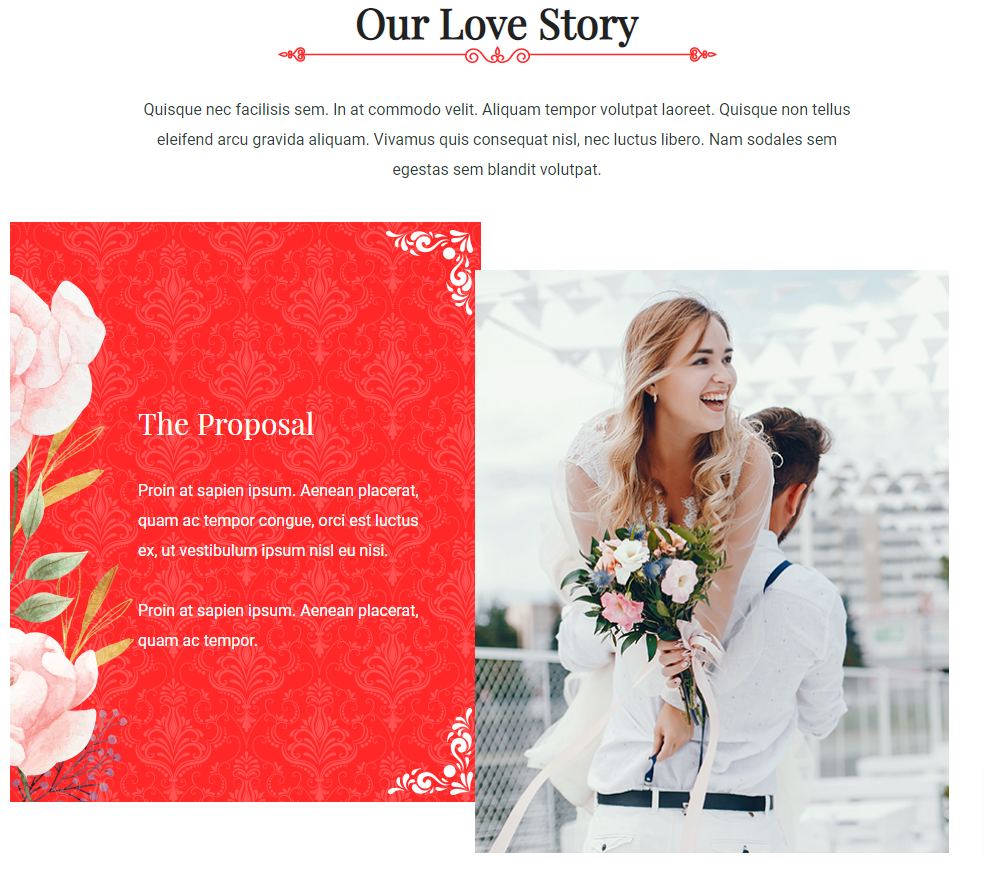 Our Love Story
Quisque nec facilisis sem. In at commodo velit. Aliquam tempor volutpat laoreet. Quisque non tellus
eleifend arcu gravida aliquam. Vivamus quis consequat nisl, nec luctus libero. Nam sodales sem
egestas sem blandit volutpat.
The Proposal
Proin at sapien ipsum. Aenean placerat,
quam ac tempor congue, orci est luctus
ex, ut vestibulum ipsum nisl eu nisi.
Proin at sapien ipsum. Aenean placerat,
quam ac tempor.